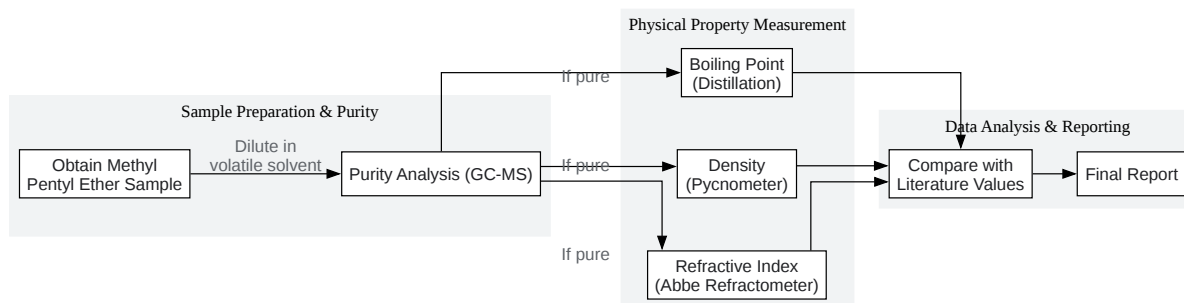 Physical Property Measurement
Boiling Point
(Distillation)
If pure
Sample Preparation & Purity
Data Analysis & Reporting
Dilute in
volatile solvent
Obtain Methyl
Pentyl Ether Sample
Purity Analysis (GC-MS)
If pure
Density
(Pycnometer)
Compare with
Literature Values
Final Report
If pure
Refractive Index
(Abbe Refractometer)